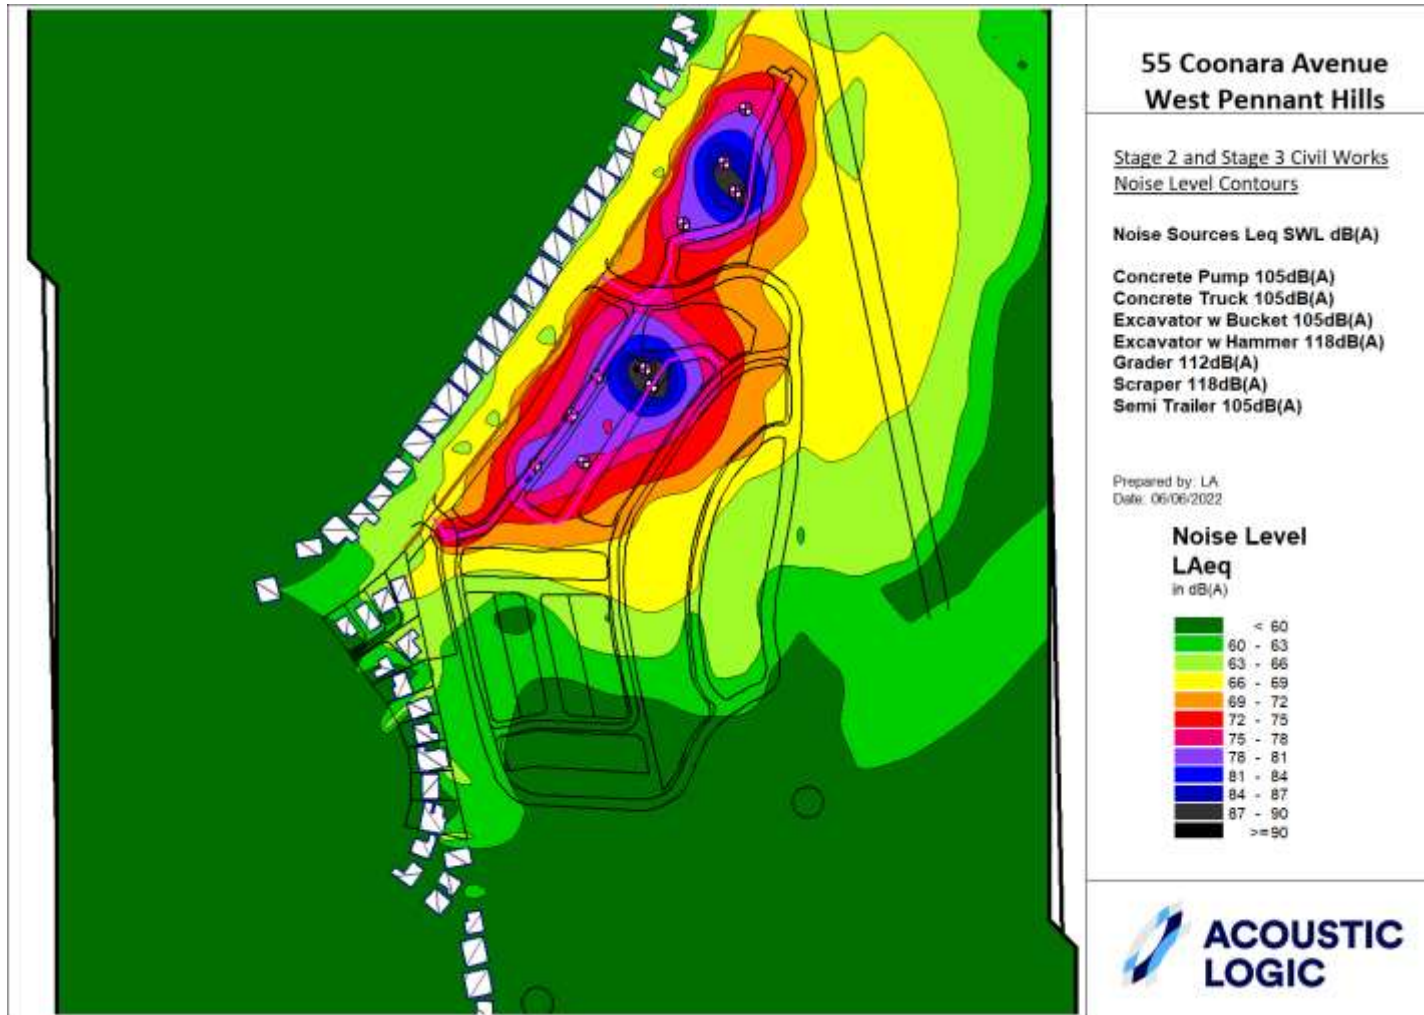 55 Coonara Avenue
West Pennant Hills
Stage 2 and Stage 3 Civil Works
Noise Level Contours
Noise Sources Leq SWL dB(A)
Concrete Pump 105dB(A)
Concrete Truck 105dB(A)
Excavator w Bucket 105dB(A)
Excavator w Hammer 118dB(A)
Grader 112dB(A)
Scraper 118dB(A)
Semi Trailer 105dB(A)
Prepared by: LA
Date: 06/06/2022
Noise Level
LAeq
in dB(A)
< 60
60 - 63
63 - 66
66 - 69
69 - 72
72 - 75
75 - 78
78 - 81
81 - 84
84 - 87
87 - 90
>=90
ACOUSTIC
LOGIC